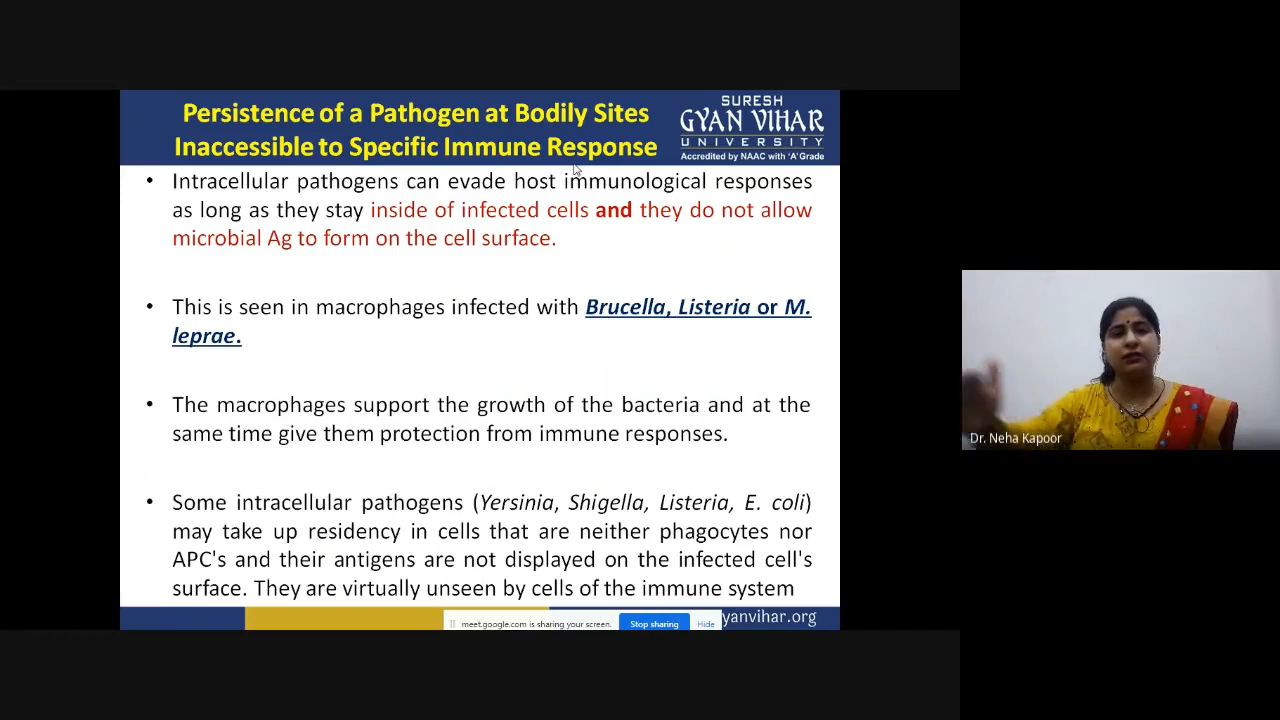 Persistence of a Pathogen at Bodily Sites
Inaccessible to Specific Immune Response
SURESH
GYAN VIHAR
UNIVERSITY
Accredited by NAAC with 'A' Grade
• Intracellular pathogens can evade host immunological responses
as long as they stay inside of infected cells and they do not allow
microbial Ag to form on the cell surface.
• This is seen in macrophages infected with Brucella, Listeria or M.
leprae.
• The macrophages support the growth of the bacteria and at the
same time give them protection from immune responses.
• Some intracellular pathogens (Yersinia, Shigella, Listeria, E. coli)
may take up residency in cells that are neither phagocytes nor
APC's and their antigens are not displayed on the infected cell's
surface. They are virtually unseen by cells of the immune system
meet.google.com is sharing your screen.
Stop sharing
Hide
yanvihar.org
Dr. Neha Kapoor